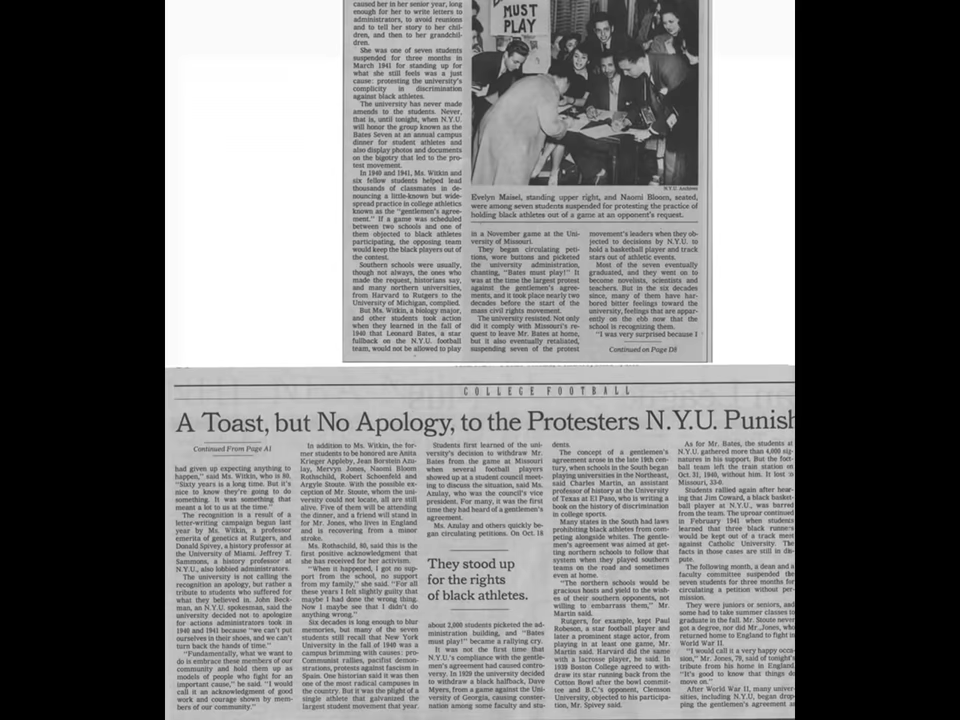 caused her in her senior year, long
enough for her to write letters to
administrators, to avoid reunions
and to tell her story to her chil-
dren, and then to her grandchil-
dren.
She was one of seven students
suspended for three months in
March 1941 for standing up for
what she still feels was a just
cause: protesting the university's
complicity in discrimination
against black athletes.
The university has never made
amends to the students. Never,
that is, until tonight, when N.Y.U.
will honor the group known as the
Bates Seven at an annual campus
dinner for student athletes and
also display photos and documents
on the bigotry that led to the pro-
test movement.
In 1940 and 1941, Ms. Witkin and
six fellow students helped lead
thousands of classmates in de-
nouncing a little-known but wide-
spread practice in college athletics
known as the "gentlemen's agree-
ment." If a game was scheduled
between two schools and one of
them objected to black athletes
participating, the opposing team
would keep the black players out of
the contest.
Southern schools were usually,
though not always, the ones who
made the request, historians say,
and many northern universities,
from Harvard to Rutgers to the
University of Michigan, complied.
But Ms. Witkin, a biology major,
and other students took action
when they learned in the fall of
1940 that Leonard Bates, a star
fullback on the N.Y.U. football
team, would not be allowed to play
MUST
PLAY
N.Y.U. Archives
Evelyn Maisel, standing upper right, and Naomi Bloom, seated,
were among seven students suspended for protesting the practice of
holding black athletes out of a game at an opponent's request.
in a November game at the Uni-
versity of Missouri.
They began circulating peti-
tions, wore buttons and picketed
the university administration,
chanting, "Bates must play!" It
was at the time the largest protest
against the gentlemen's agree-
ments, and it took place nearly two
decades before the start of the
mass civil rights movement.
The university resisted. Not only
did it comply with Missouri's re-
quest to leave Mr. Bates at home,
but it also eventually retaliated,
suspending seven of the protest
movement's leaders when they ob-
jected to decisions by N.Y.U. to
hold a basketball player and track
stars out of athletic events.
Most of the seven eventually
graduated, and they went on to
become novelists, scientists and
teachers. But in the six decades
since, many of them have har-
bored bitter feelings toward the
university, feelings that are appar-
ently on the ebb now that the
school is recognizing them.
"I was very surprised because I
Continued on Page D8
COLLEGE FOOTBALL
A Toast, but No Apology, to the Protesters N.Y.U. Punish
Continued From Page A1
had given up expecting anything to
happen," said Ms. Witkin, who is 80.
"Sixty years is a long time. But it's
nice to know they're going to do
something. It was something that
meant a lot to us at the time."
The recognition is a result of a
letter-writing campaign begun last
year by Ms. Witkin, a professor
emerita of genetics at Rutgers, and
Donald Spivey, a history professor at
the University of Miami. Jeffrey T.
Sammons, a history professor at
N.Y.U., also lobbied administrators.
The university is not calling the
recognition an apology, but rather a
tribute to students who suffered for
what they believed in. John Beck-
man, an N.Y.U. spokesman, said the
university decided not to apologize
for actions administrators took in
1940 and 1941 because "we can't put
ourselves in their shoes, and we can't
turn back the hands of time."
"Fundamentally, what we want to
do is embrace these members of our
community and hold them up as
models of people who fight for an
important cause," he said. "I would
call it an acknowledgment of good
work and courage shown by mem-
bers of our community."
In addition to Ms. Witkin, the for-
mer students to be honored are Anita
Krieger Appleby, Jean Borstein Azu-
lay, Mervyn Jones, Naomi Bloom
Rothschild, Robert Schoenfeld and
Argyle Stoute. With the possible ex-
ception of Mr. Stoute, whom the uni-
versity could not locate, all are still
alive. Five of them will be attending
the dinner, and a friend will stand in
for Mr. Jones, who lives in England
and is recovering from a minor
stroke.
Ms. Rothschild, 80, said this is the
first positive acknowledgment that
she has received for her activism.
"When it happened, I got no sup-
port from the school, no support
from my family," she said. "For all
these years I felt slightly guilty that
maybe I had done the wrong thing.
Now I maybe see that I didn't do
anything wrong."
Six decades is long enough to blur
memories, but many of the seven
students still recall that New York
University in the fall of 1940 was a
campus brimming with causes: pro-
Communist rallies, pacifist demon-
strations, protests against fascism in
Spain. One historian said it was then
one of the most radical campuses in
the country. But it was the plight of a
single athlete that galvanized the
largest student movement that year.
Students first learned of the uni-
versity's decision to withdraw Mr.
Bates from the game at Missouri
when several football players
showed up at a student council meet-
ing to discuss the situation, said Ms.
Azulay, who was the council's vice
president. For many, it was the first
time they had heard of a gentlemen's
agreement.
Ms. Azulay and others quickly be-
gan circulating petitions. On Oct. 18
They stood up
for the rights
of black athletes.
about 2,000 students picketed the ad-
ministration building, and "Bates
must play!" became a rallying cry.
It was not the first time that
N.Y.U.'s compliance with the gentle-
men's agreement had caused contro-
versy. In 1929 the university decided
to withdraw a black halfback, Dave
Myers, from a game against the Uni-
versity of Georgia, causing conster-
nation among some faculty and stu-
dents.
The concept of a gentlemen's
agreement arose in the late 19th cen-
tury, when schools in the South began
playing universities in the Northeast,
said Charles Martin, an assistant
professor of history at the University
of Texas at El Paso, who is writing a
book on the history of discrimination
in college sports.
Many states in the South had laws
prohibiting black athletes from com-
peting alongside whites. The gentle-
men's agreement was aimed at get-
ting northern schools to follow that
system when they played southern
teams on the road and sometimes
even at home.
"The northern schools would be
gracious hosts and yield to the wish-
es of their southern opponents, not
willing to embarrass them," Mr.
Martin said.
Rutgers, for example, kept Paul
Robeson, a star football player and
later a prominent stage actor, from
playing in at least one game, Mr.
Martin said. Harvard did the same
with a lacrosse player, he said. In
1939 Boston College agreed to with-
draw its star running back from the
Cotton Bowl after the bowl commit-
tee and B.C.'s opponent, Clemson
University, objected to his participa-
tion, Mr. Spivey said.
As for Mr. Bates, the students at
N.Y.U. gathered more than 4,000 sig-
natures in his support. But the foot-
ball team left the train station on
Oct. 31, 1940, without him. It lost to
Missouri, 33-0.
Students rallied again after hear-
ing that Jim Coward, a black basket-
ball player at N.Y.U., was barred
from the team. The uproar continued
in February 1941 when students
learned that three black runners
would be kept out of a track meet
against Catholic University. The
facts in those cases are still in dis-
pute.
The following month, a dean and a
faculty committee suspended the
seven students for three months for
circulating a petition without per-
mission.
They were juniors or seniors, and
some had to take summer classes to
graduate in the fall. Mr. Stoute never
got a degree, nor did Mr. Jones, who
returned home to England to fight in
World War II.
"I would call it a very happy occa-
sion," Mr. Jones, 79, said of tonight's
tribute from his home in England.
"It's good to know that things do
move on."
After World War II, many univer-
sities, including N.Y.U., began drop-
ping the gentlemen's agreement as